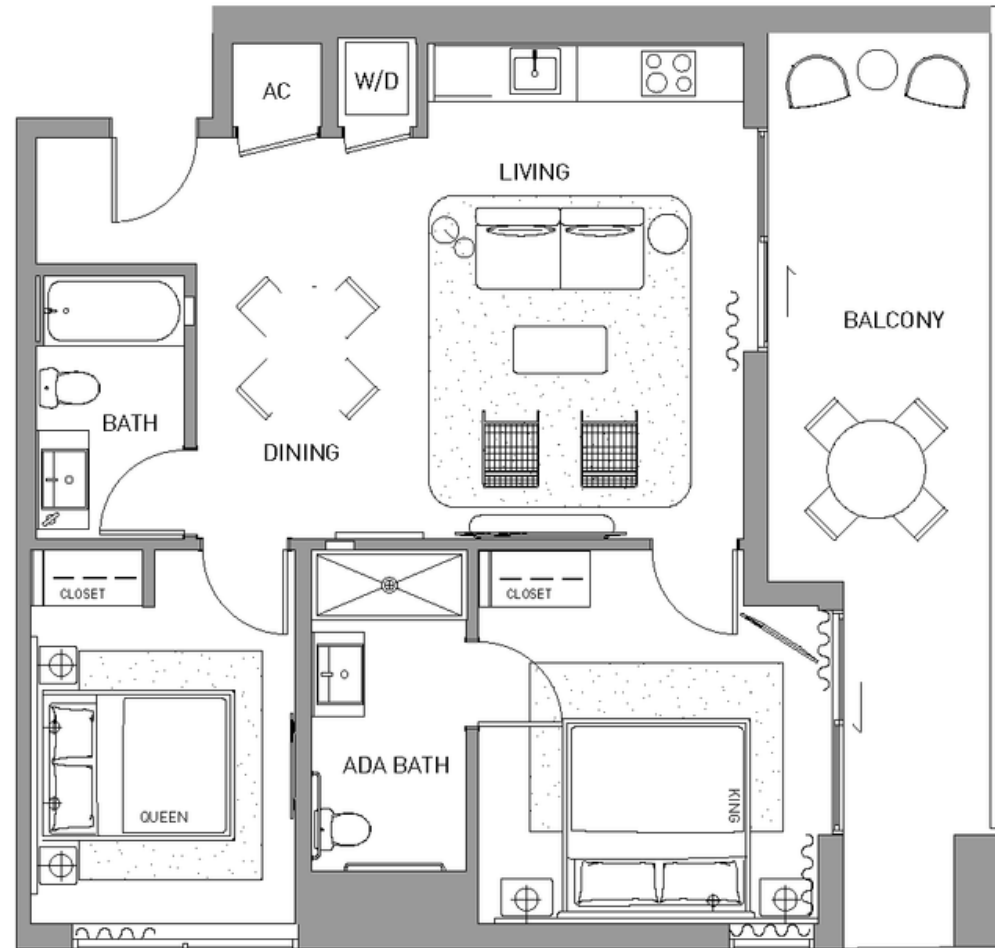 AC
W/D
LIVING
BALCONY
BATH
DINING
CLOSET
CLOSET
ADA BATH
QUEEN
KING